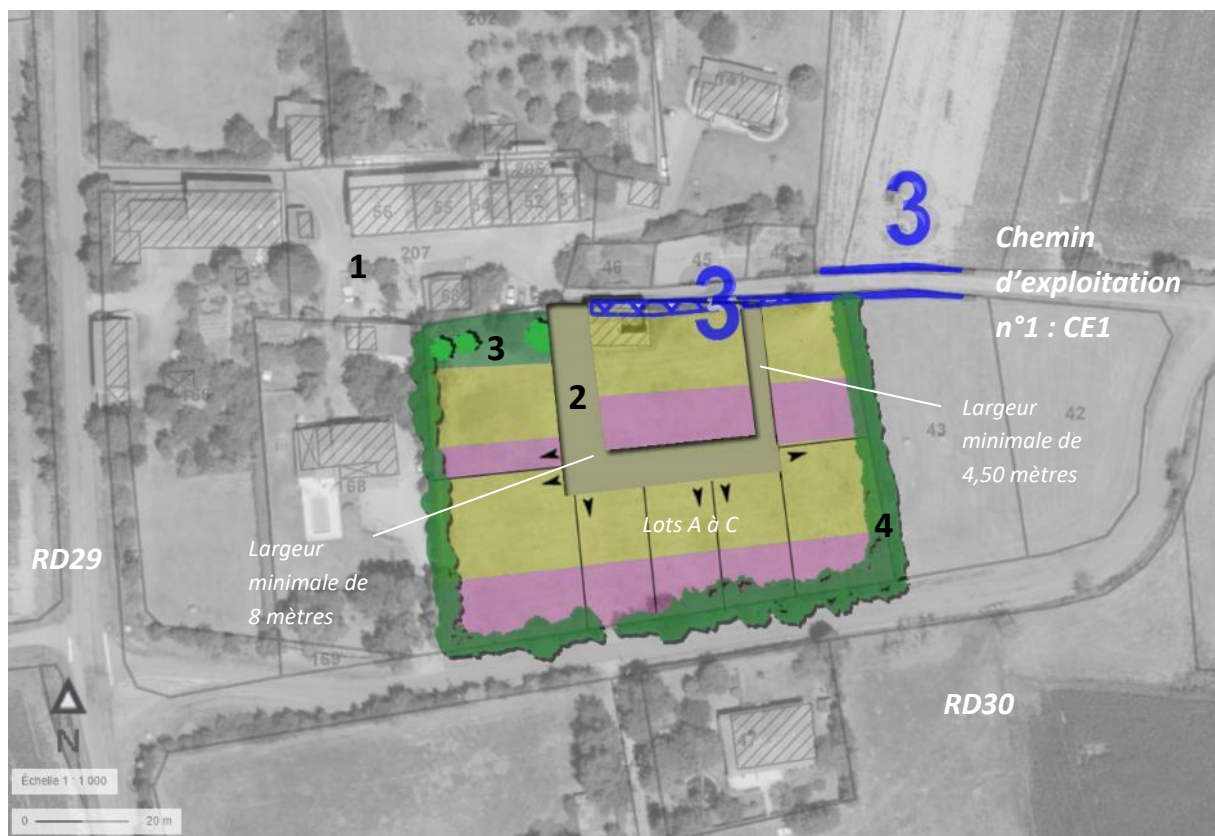 202
147
205
56
55
54
52
51
3
Chemin
d’exploitation
n°1 : CE1
207
1
46
45
3
3
2
Largeur
minimale de
4,50 mètres
42
43
168
Lots A à C
4
RD29
Largeur
minimale de
8 mètres
169
RD30
N
Échelle 1 : 1 000
0
20 m